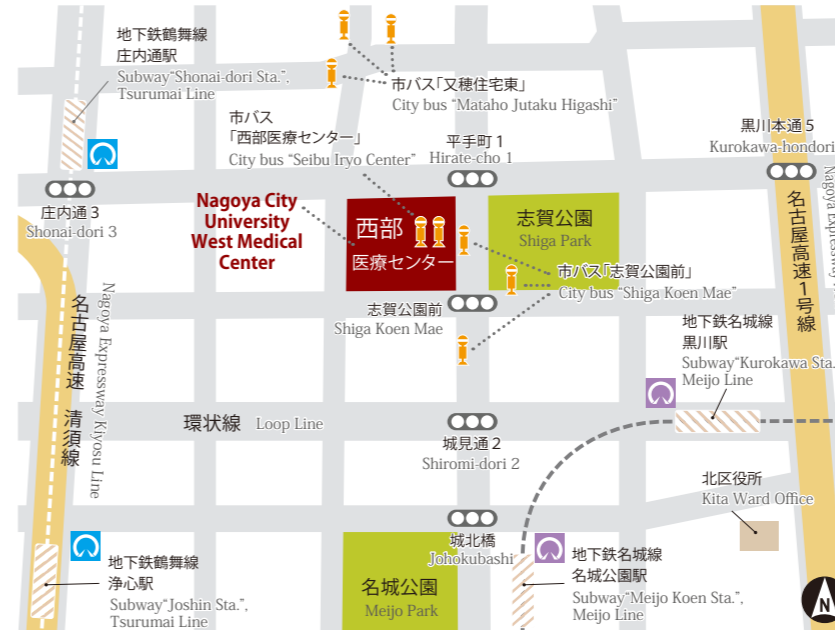 地下鉄鶴舞線
庄内通駅
Subway“Shonai-dori Sta.”,
Tsurumai Line
市バス「又穂住宅東」
City bus “Mataho Jutaku Higashi”
市バス
「西部医療センター」
City bus “Seibu Iryo Center”
平手町 1
Hirate-cho 1
黒川本通 5
Kurokawa-hondori
庄内通 3
Shonai-dori 3
Nagoya City
University
West Medical
Center
西部
医療センター
志賀公園
Shiga Park
名古屋高速1号線
市バス「志賀公園前」
City bus “Shiga Koen Mae”
志賀公園前
Shiga Koen Mae
名古屋高速 清須線
Nagoya Expressway Kiyosu Line
地下鉄名城線
黒川駅
Subway“Kurokawa Sta.
Meijo Line
環状線 Loop Line
城見通 2
Shiromi-dori 2
北区役所
Kita Ward Office
城北橋
Johokubashi
地下鉄鶴舞線
浄心駅
Subway“Joshin Sta.”,
Tsurumai Line
名城公園
Meijo Park
地下鉄名城線
名城公園駅
Subway“Meijo Koen Sta.”,
Meijo Line
N